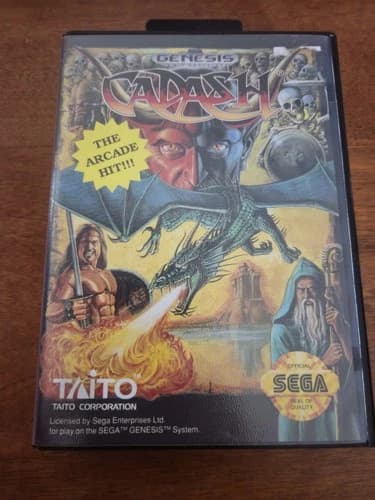 GENESIS
CADASH
THE
ARCADE
HIT!!!
TAITO
TAITO CORPORATION
Licensed by Sega Enterprises Ltd.
for play on the SEGA™ GENESIS™ System.
OFFICIAL
SEGA
SEAL OF
QUALITY